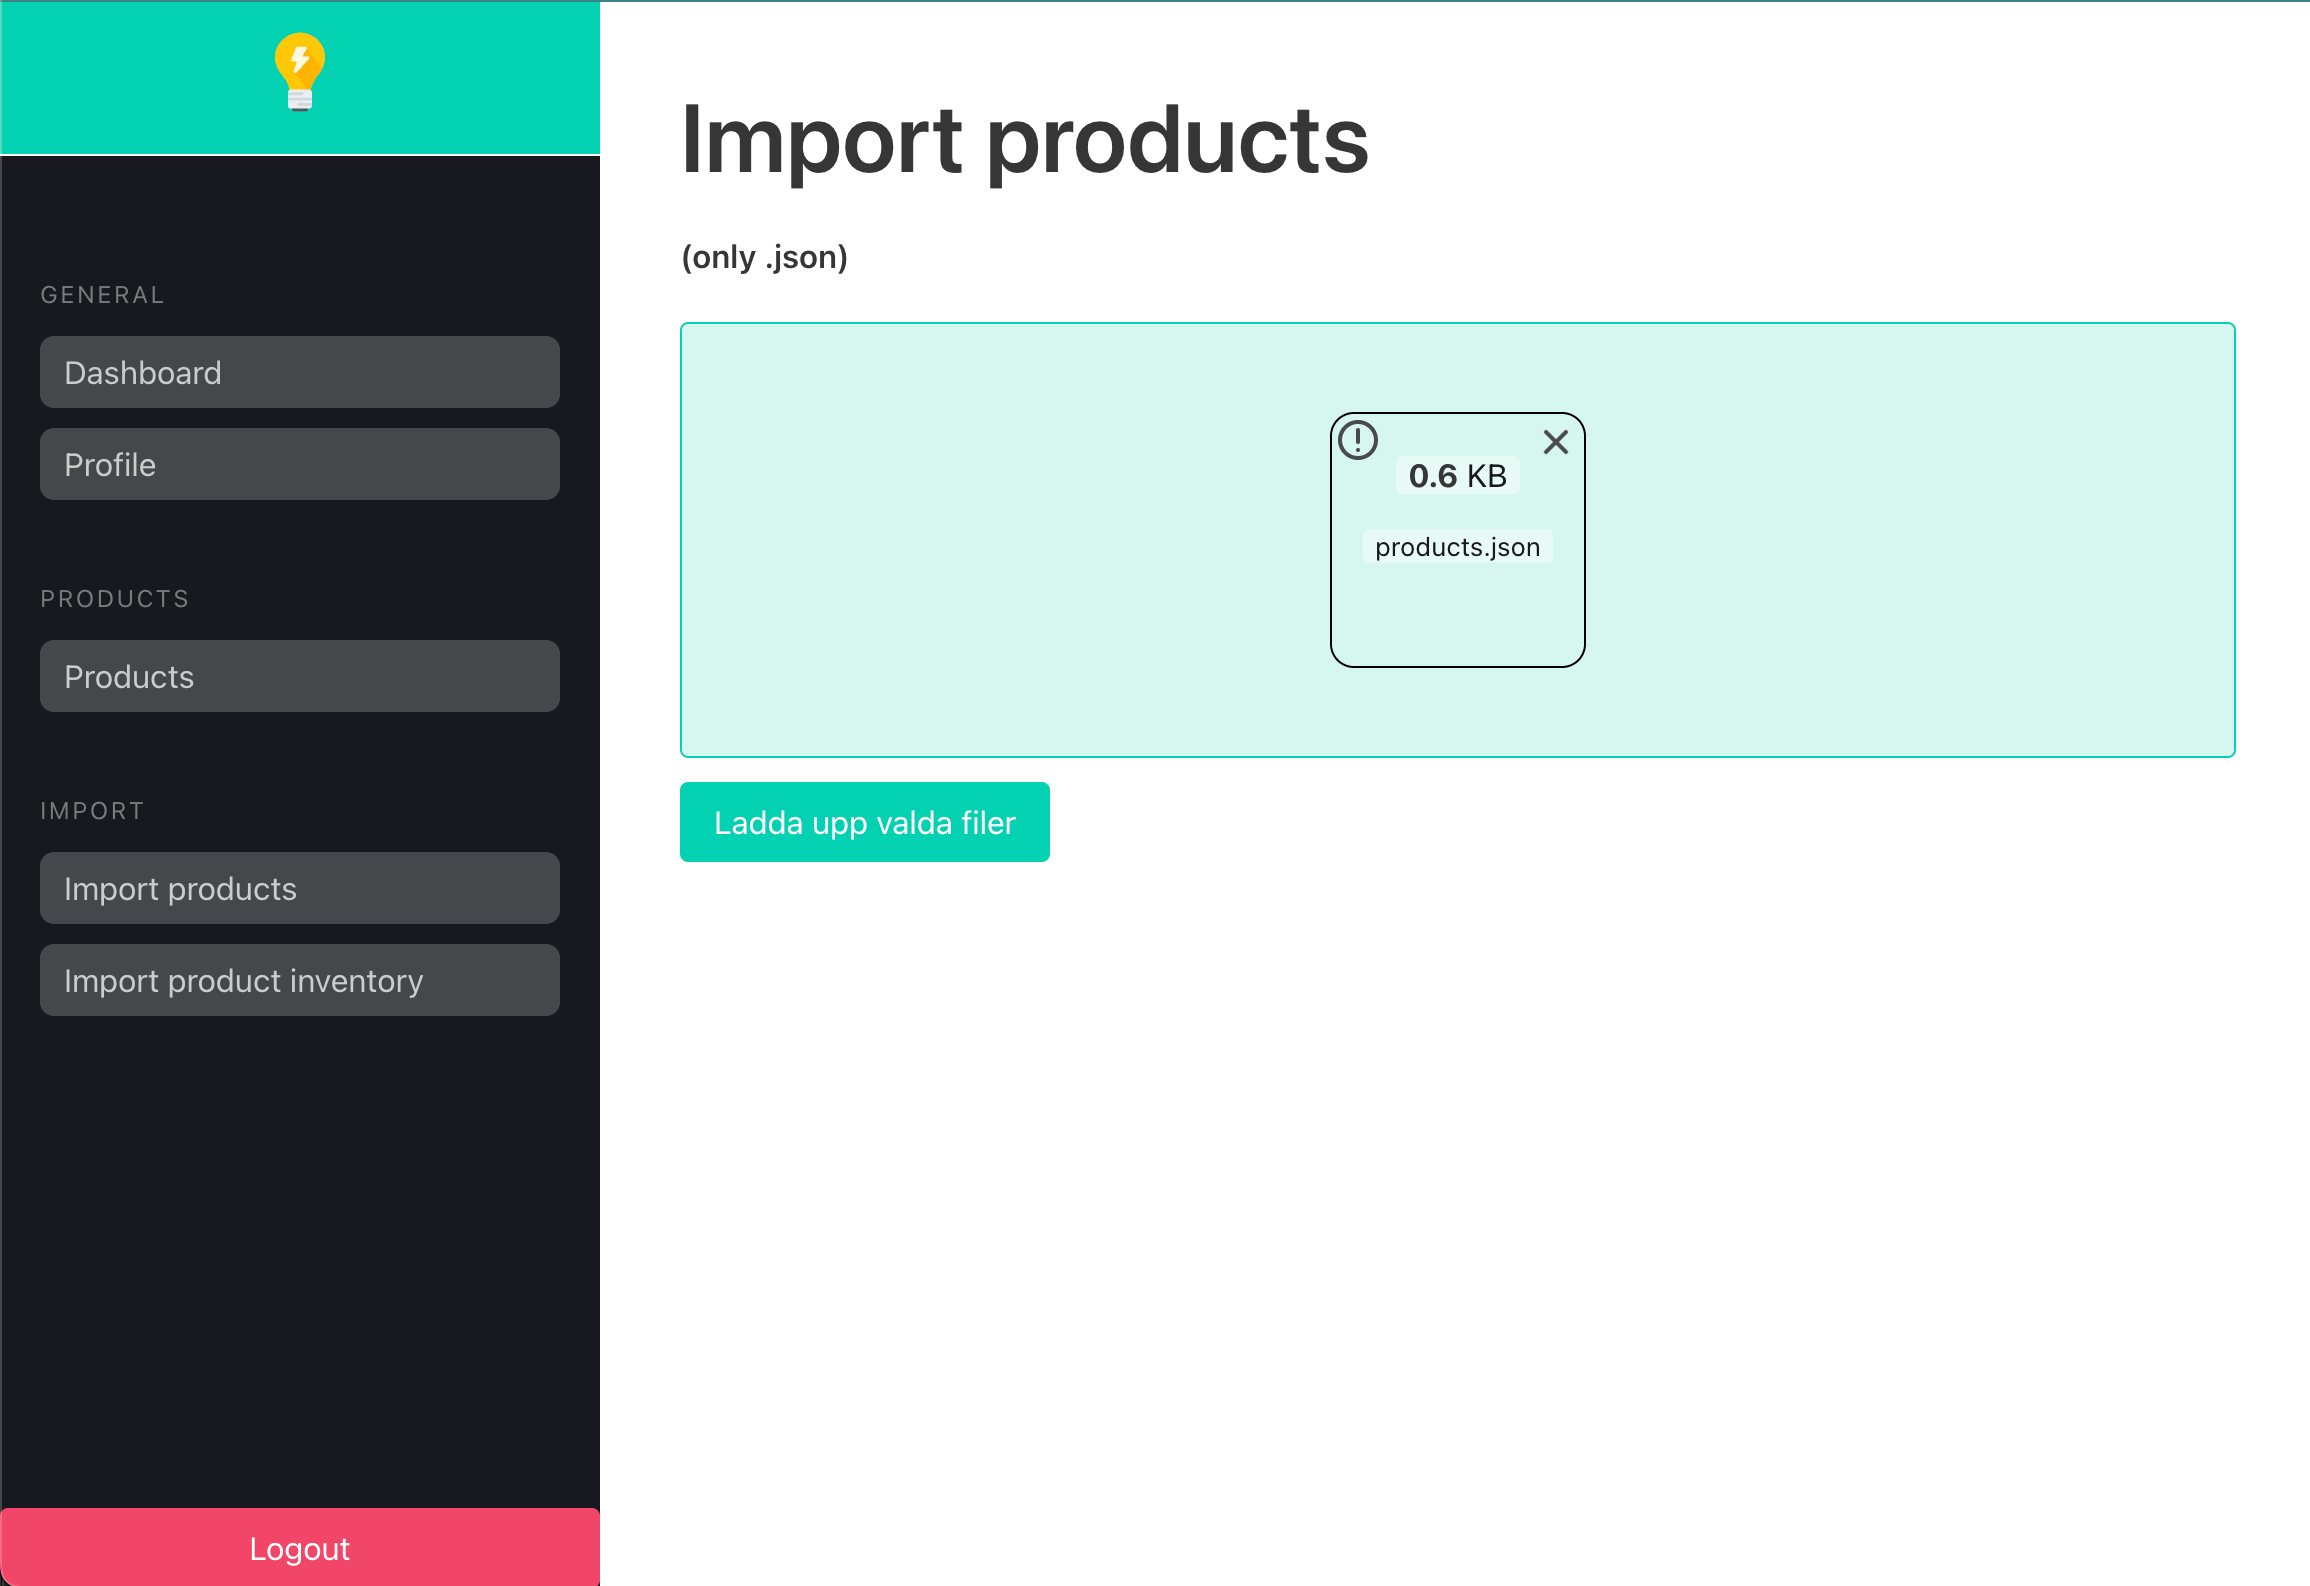 GENERAL
Dashboard
Profile
PRODUCTS
Products
IMPORT
Import products
Import product inventory
Logout
Import products
(only .json)
0.6 KB
products.json
Ladda upp valda filer